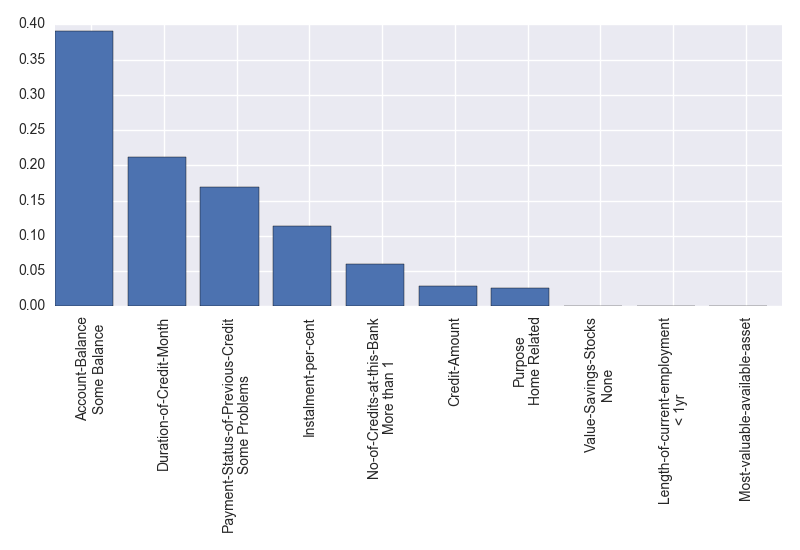 0.40
0.35
0.30
0.25
0.20
0.15
0.10
0.05
0.00
Account-Balance
Some Balance
Duration-of-Credit-Month
Payment-Status-of-Previous-Credit
Some Problems
Instalment-per-cent
No-of-Credits-at-this-Bank
More than 1
Credit-Amount
Purpose
Home Related
Value-Savings-Stocks
None
Length-of-current-employment
< 1yr
Most-valuable-available-asset